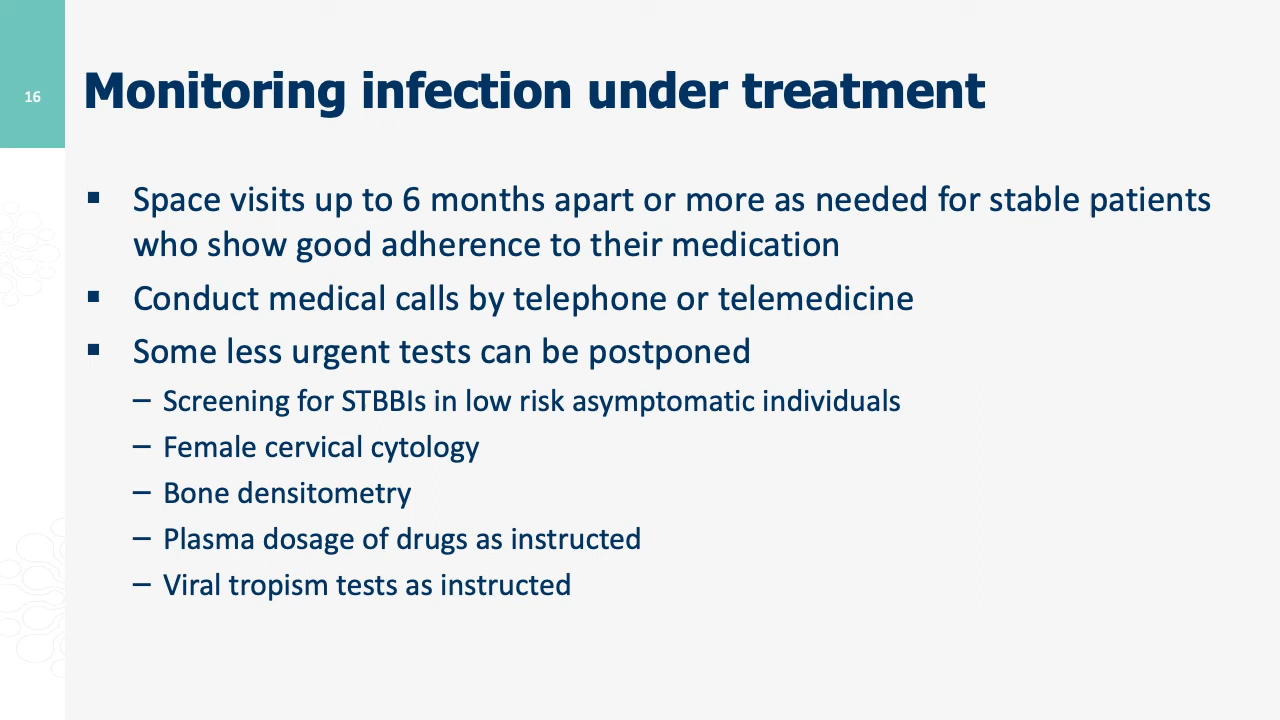 16
Monitoring infection under treatment
▪ Space visits up to 6 months apart or more as needed for stable patients
who show good adherence to their medication
▪ Conduct medical calls by telephone or telemedicine
▪ Some less urgent tests can be postponed
– Screening for STBBIs in low risk asymptomatic individuals
– Female cervical cytology
– Bone densitometry
– Plasma dosage of drugs as instructed
– Viral tropism tests as instructed